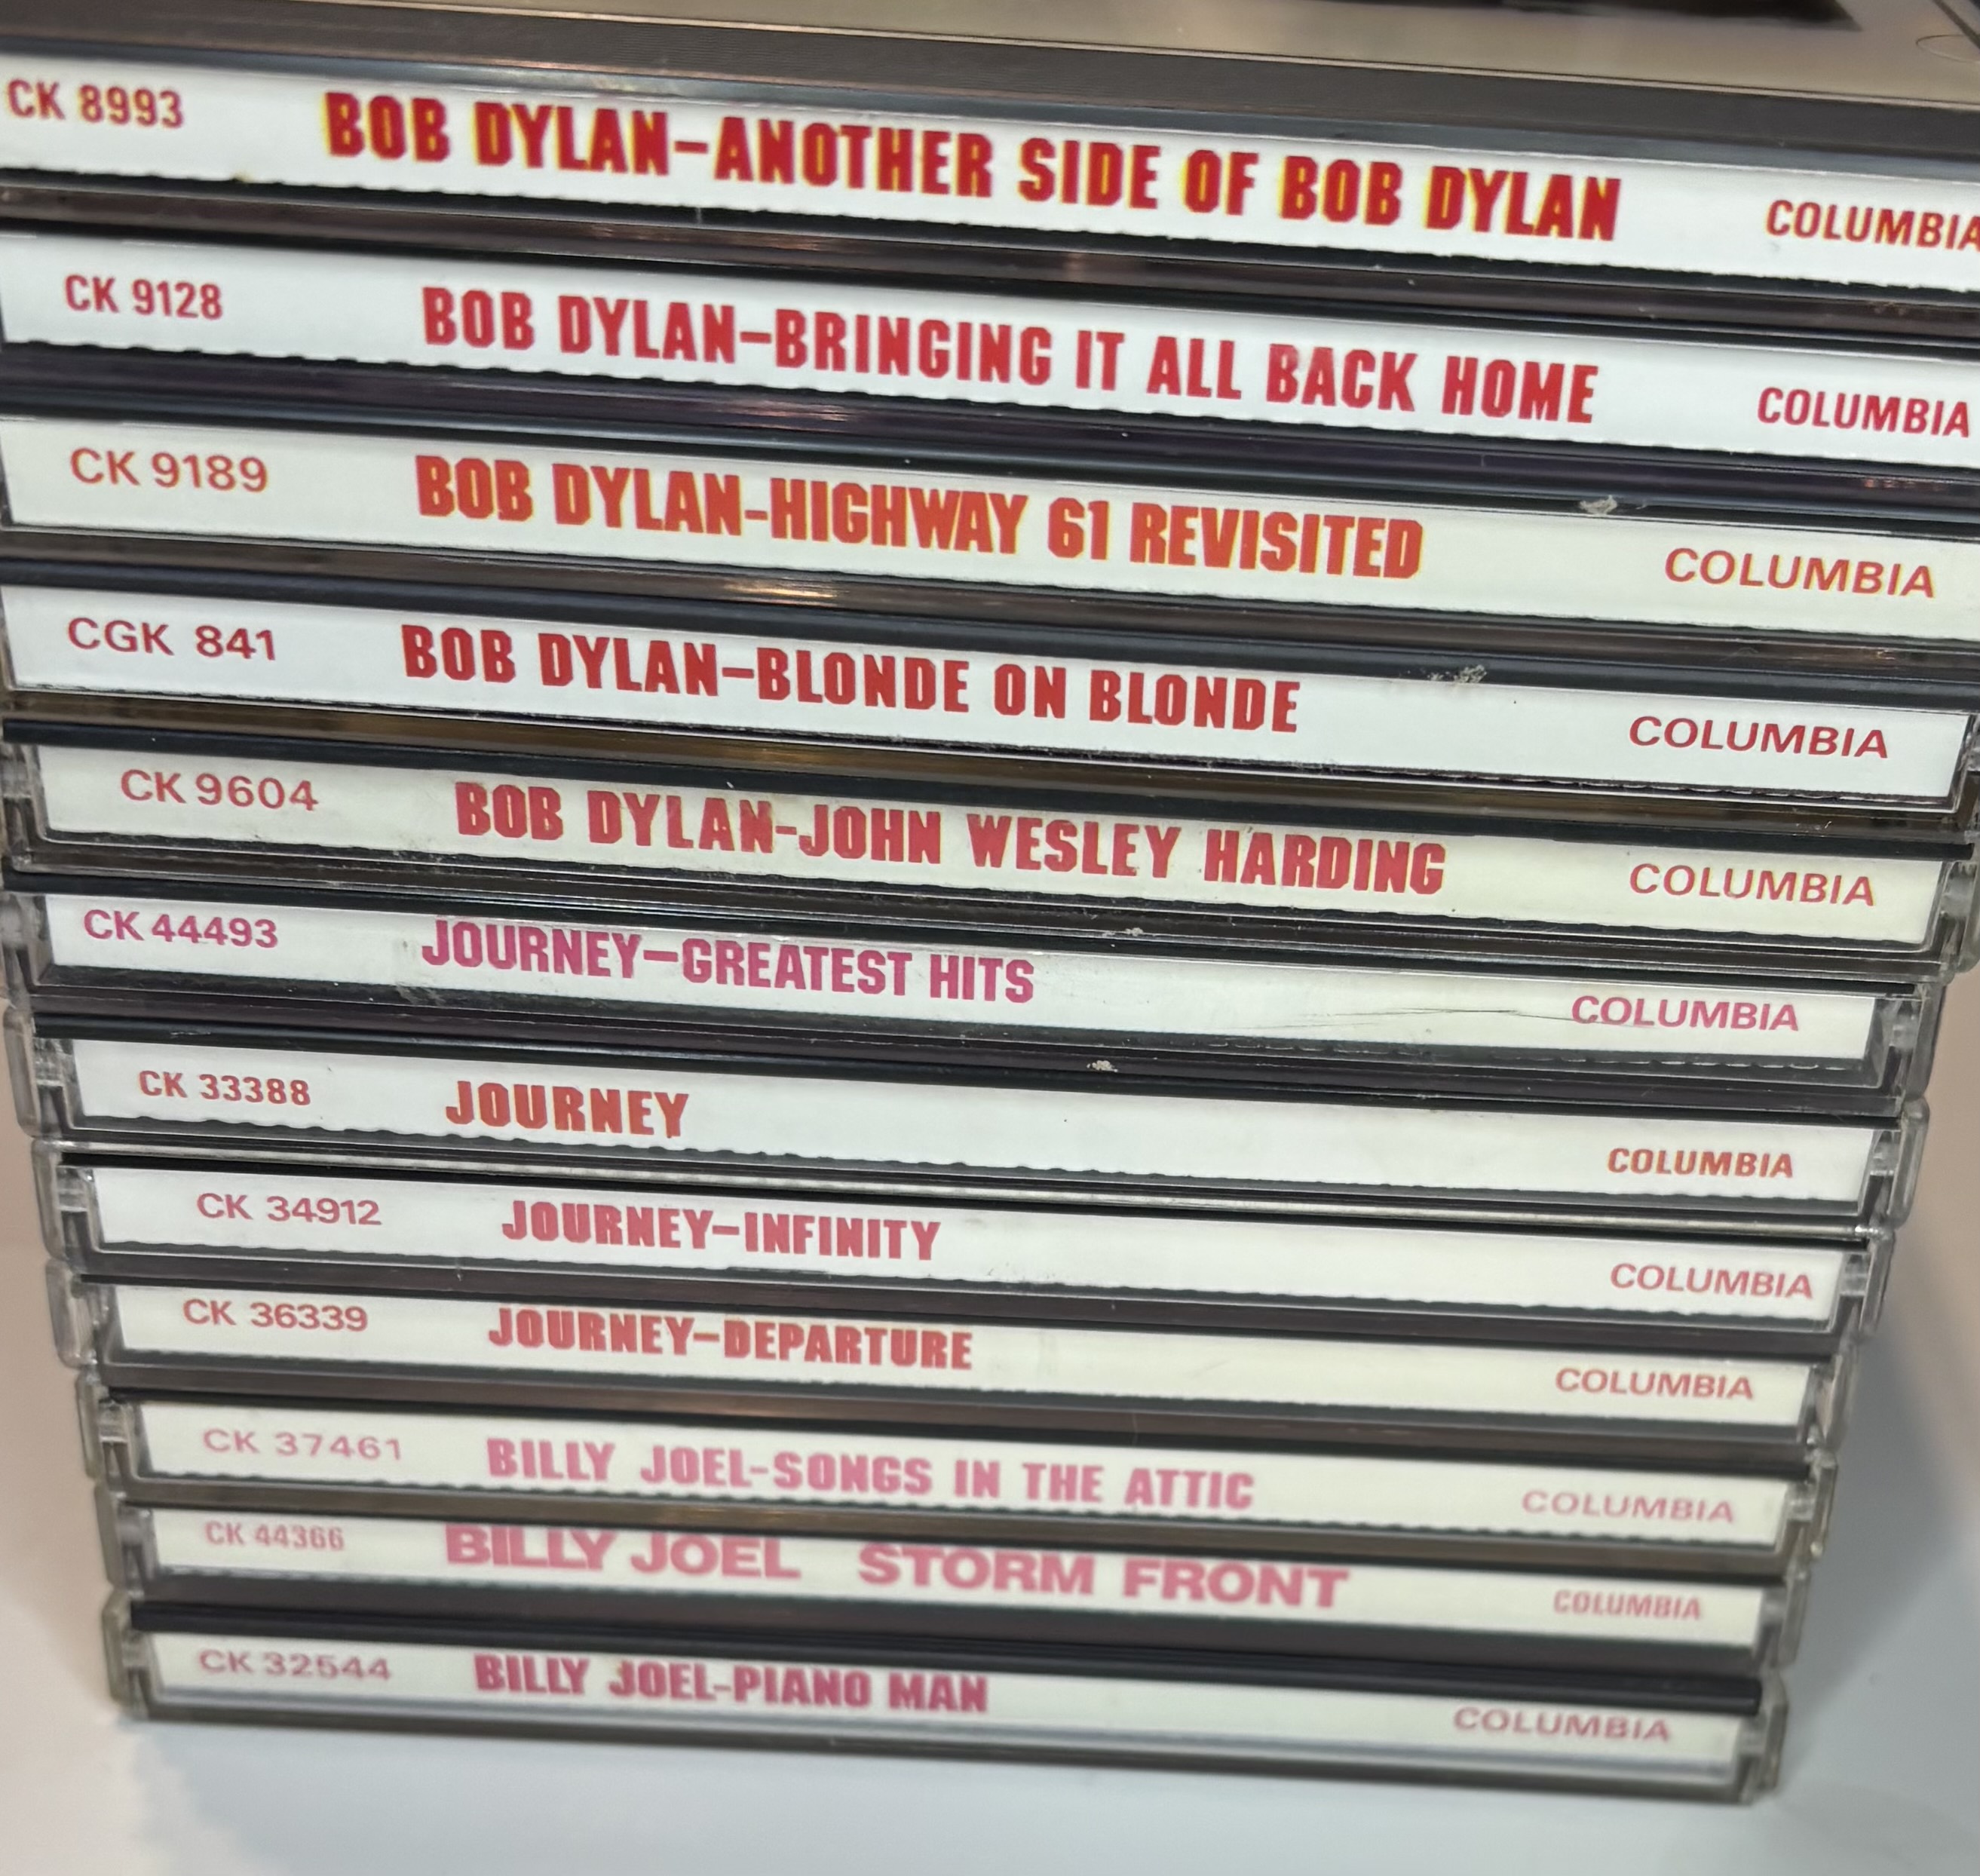 CK 8993 BOB DYLAN–ANOTHER SIDE OF BOB DYLAN COLUMBIA
CK 9128 BOB DYLAN–BRINGING IT ALL BACK HOME COLUMBIA
CK 9189 BOB DYLAN-HIGHWAY 61 REVISITED COLUMBIA
CGK 841 BOB DYLAN–BLONDE ON BLONDE COLUMBIA
CK 9604 BOB DYLAN-JOHN WESLEY HARDING COLUMBIA
CK 44493 JOURNEY–GREATEST HITS COLUMBIA
CK 33388 JOURNEY COLUMBIA
CK 34912 JOURNEY–INFINITY COLUMBIA
CK 36339 JOURNEY–DEPARTURE COLUMBIA
CK 37461 BILLY JOEL-SONGS IN THE ATTIC COLUMBIA
CK 44366 BILLY JOEL STORM FRONT COLUMBIA
CK 32544 BILLY JOEL-PIANO MAN COLUMBIA